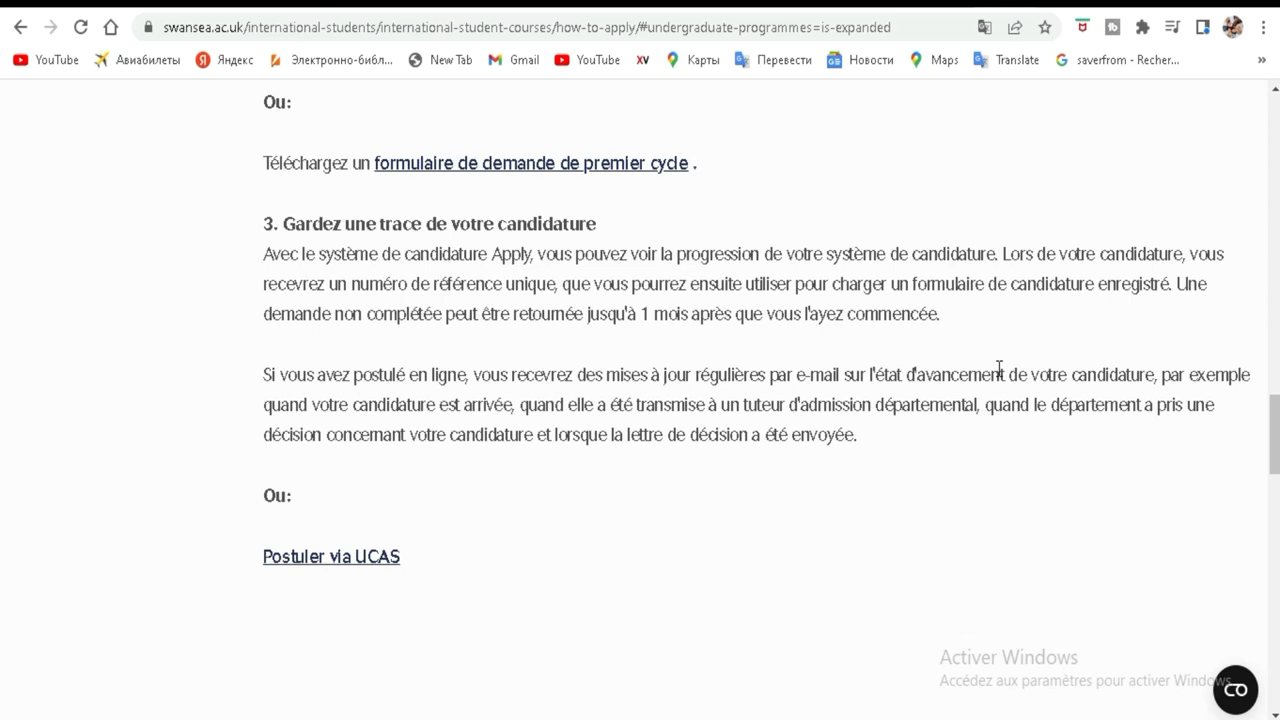 swansea.ac.uk/international-students/international-student-courses/how-to-apply/#undergraduate-programmes=is-expanded
YouTube Авиабилеты Яндекс Электронно-библ... New Tab Gmail YouTube XV Карты Перевести Новости Maps Translate saverfrom - Recher... »
Ou:
Téléchargez un formulaire de demande de premier cycle .
3. Gardez une trace de votre candidature
Avec le système de candidature Apply, vous pouvez voir la progression de votre système de candidature. Lors de votre candidature, vous
recevrez un numéro de référence unique, que vous pourrez ensuite utiliser pour charger un formulaire de candidature enregistré. Une
demande non complétée peut être retournée jusqu'à 1 mois après que vous l'ayez commencée.
Si vous avez postulé en ligne, vous recevrez des mises à jour régulières par e-mail sur l'état d'avancement de votre candidature, par exemple
quand votre candidature est arrivée, quand elle a été transmise à un tuteur d'admission départemental, quand le département a pris une
décision concernant votre candidature et lorsque la lettre de décision a été envoyée.
Ou:
Postuler via UCAS
Activer Windows
Accédez aux paramètres pour activer Windows.